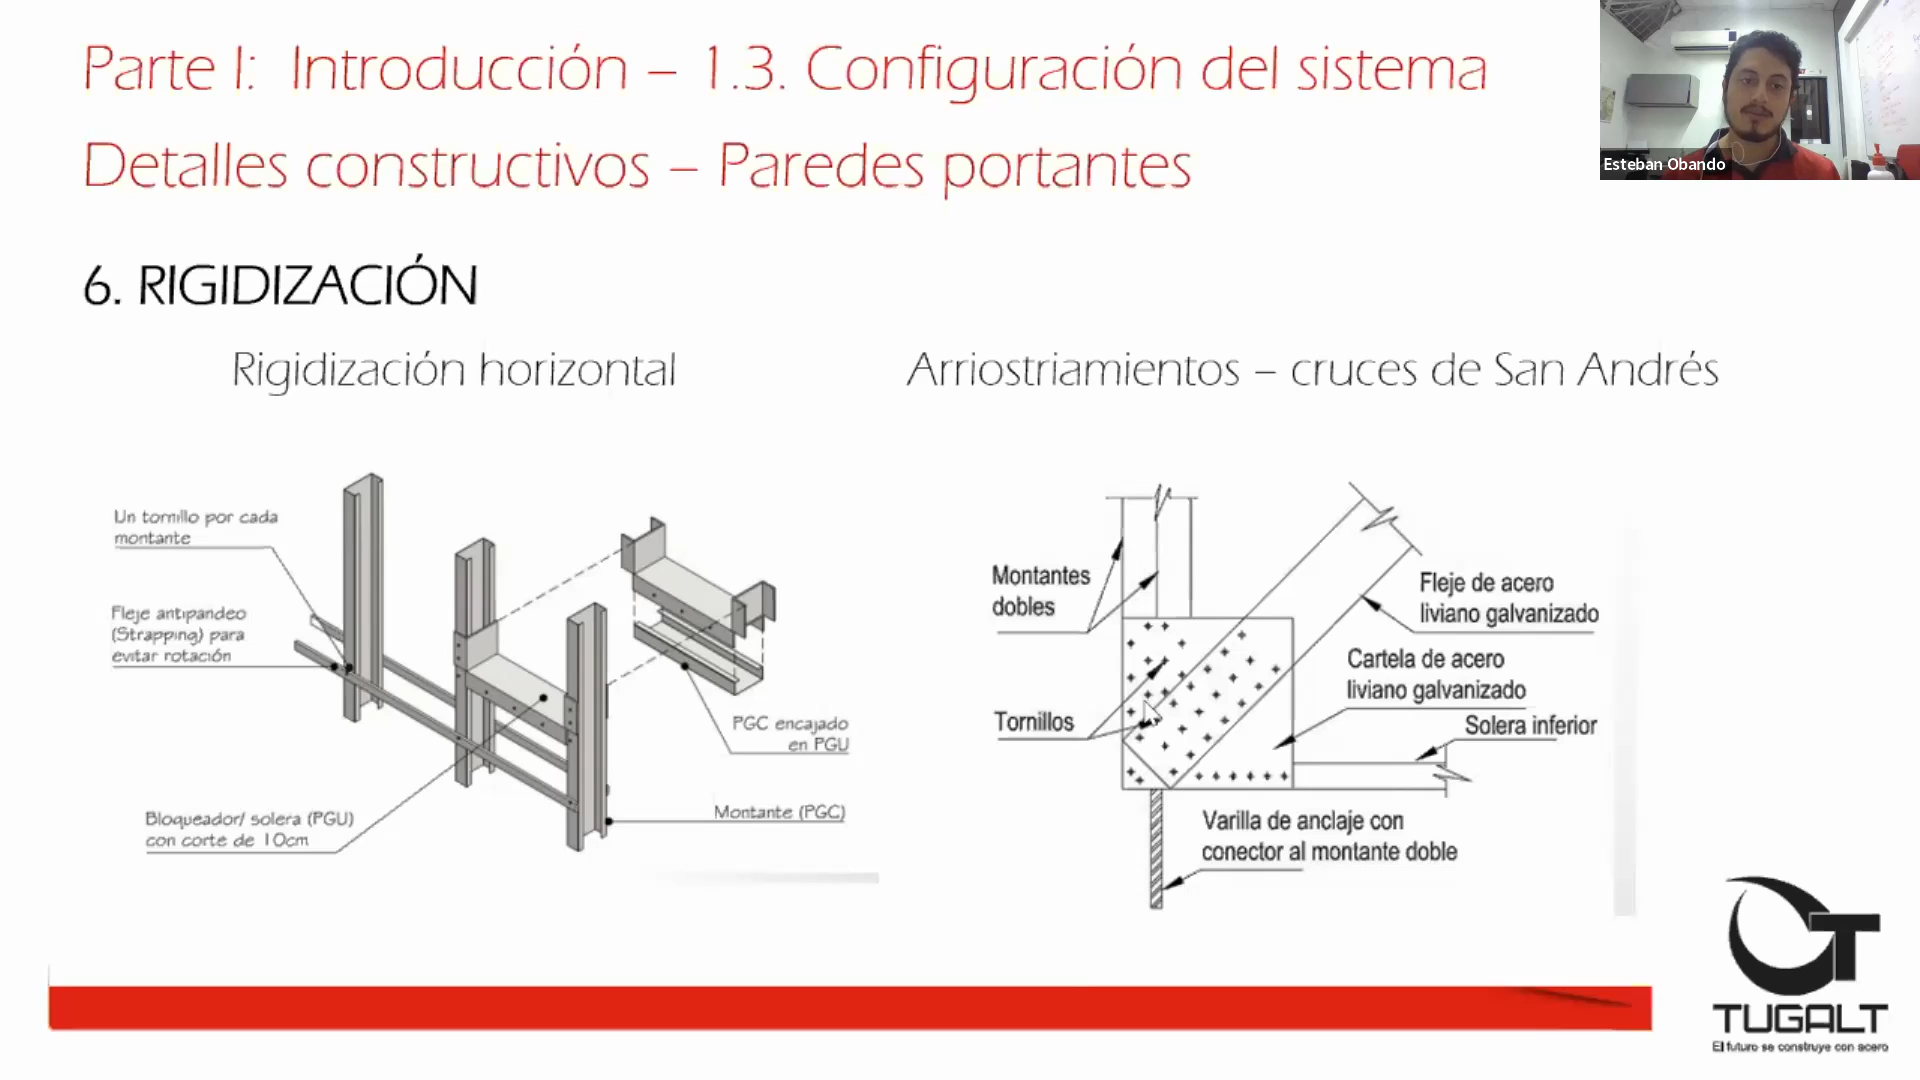 Parte I: Introducción – 1.3. Configuración del sistema
Detalles constructivos – Paredes portantes
Esteban Obando
6. RIGIDIZACIÓN
Rigidización horizontal
Arriostriamientos – cruces de San Andrés
Un tornillo por cada
montante
Fleje antipandeo
(Strapping) para
evitar rotación
Bloqueador/ solera (PGU)
con corte de 10cm
PGC encajado
en PGU
Montante (PGC)
Montantes
dobles
Tornillos
Fleje de acero
liviano galvanizado
Cartela de acero
liviano galvanizado
Solera inferior
Varilla de anclaje con
conector al montante doble
TUGALT
El futuro se construye con acero